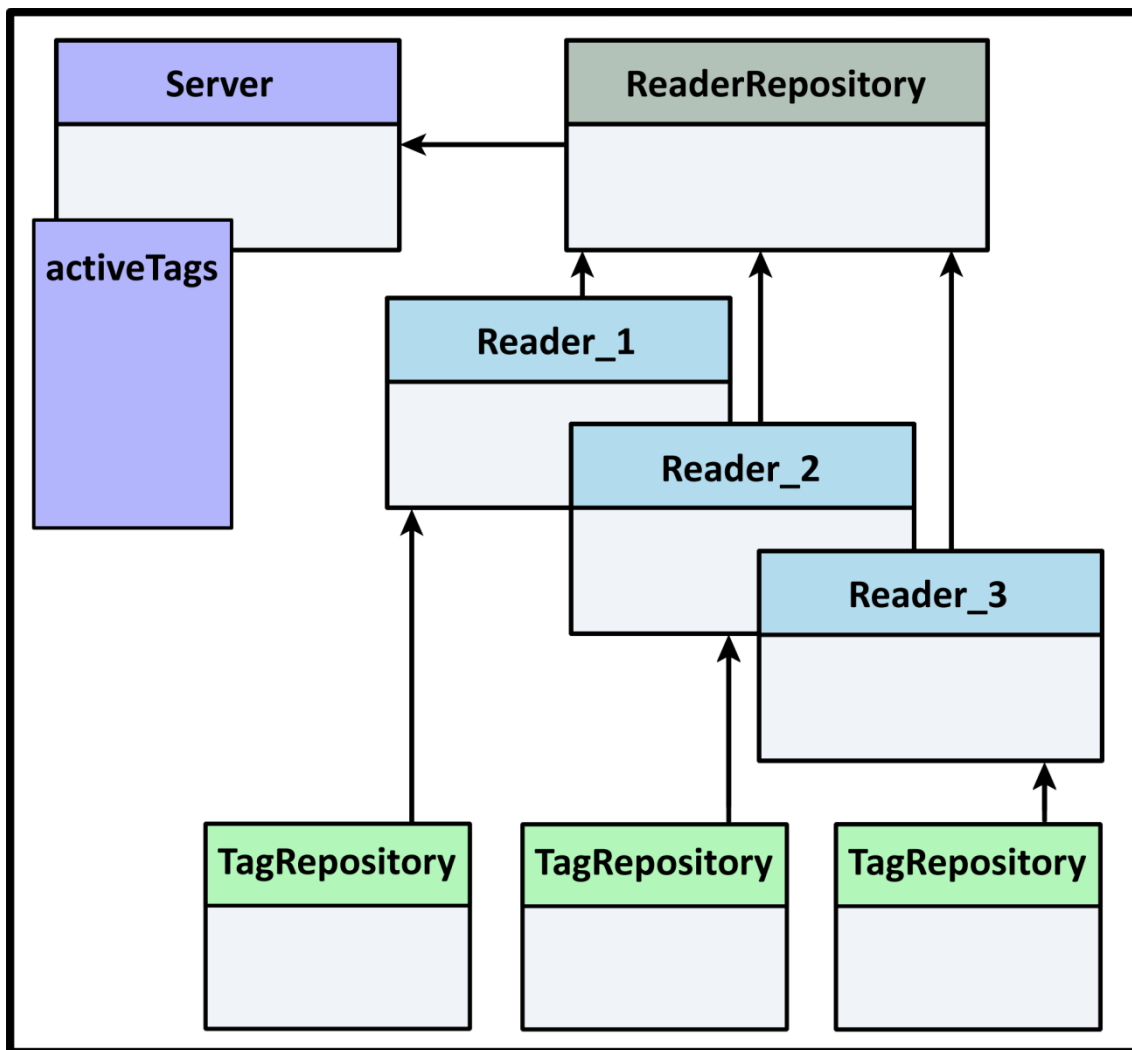 Server
ReaderRepository
activeTags
Reader_1
Reader_2
Reader_3
TagRepository
TagRepository
TagRepository